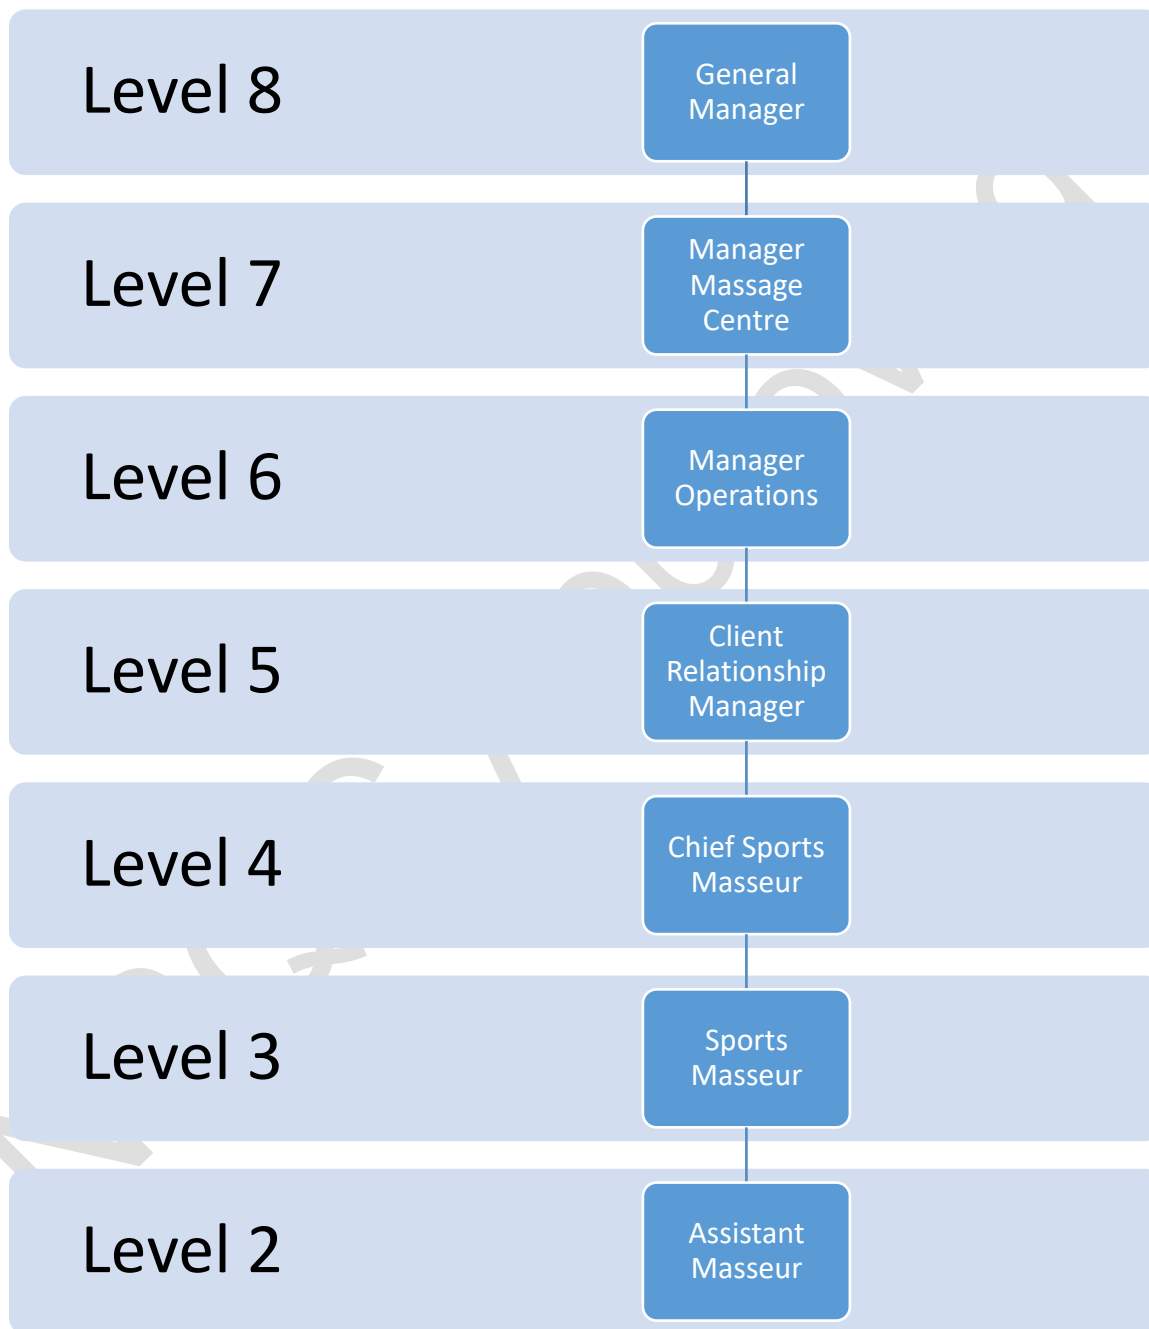 Level 8
General
Manager
Level 7
Manager
Massage
Centre
Level 6
Manager
Operations
Level 5
Client
Relationship
Manager
Level 4
Chief Sports
Masseur
Level 3
Sports
Masseur
Level 2
Assistant
Masseur